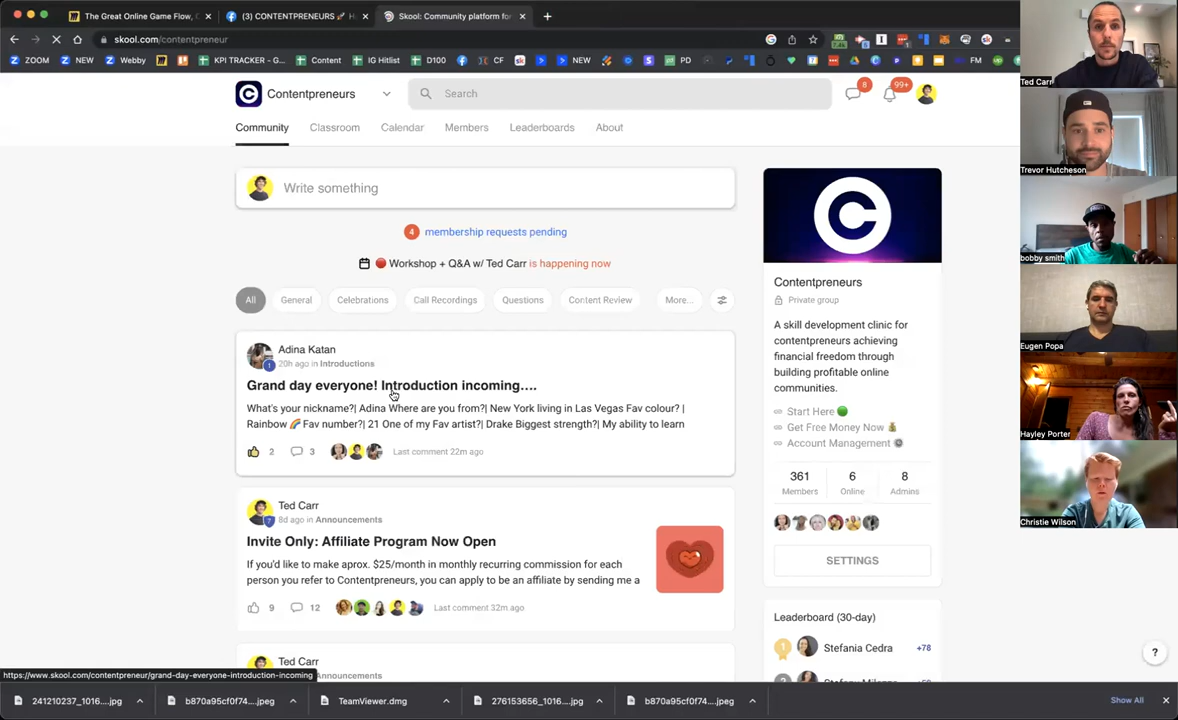 The Great Online Game Flow,
(3) CONTENTPRENEURS 🚀
Skool: Community platform for
skool.com/contentpreneur
ZOOM
NEW
Webby
KPI TRACKER - G...
Content
IG Hitlist
D100
CF
NEW
PD
FM
Contentpreneurs
Search
8
99+
Community
Classroom
Calendar
Members
Leaderboards
About
Write something
4 membership requests pending
🔴 Workshop + Q&A w/ Ted Carr is happening now
All
General
Celebrations
Call Recordings
Questions
Content Review
More...
Adina Katan
1
20h ago in Introductions
Grand day everyone! Introduction incoming....
What's your nickname?| Adina Where are you from?| New York living in Las Vegas Fav colour? |
Rainbow 🌈 Fav number?| 21 One of my Fav artist?| Drake Biggest strength?| My ability to learn
2
3
Last comment 22m ago
Ted Carr
7
8d ago in Announcements
Invite Only: Affiliate Program Now Open
If you'd like to make aprox. $25/month in monthly recurring commission for each
person you refer to Contentpreneurs, you can apply to be an affiliate by sending me a
9
12
Last comment 32m ago
Ted Carr
Announcements
C
Contentpreneurs
Private group
A skill development clinic for
contentpreneurs achieving
financial freedom through
building profitable online
communities.
Start Here 🟢
Get Free Money Now 💰
Account Management ⚙️
361
Members
6
Online
8
Admins
SETTINGS
Leaderboard (30-day)
1
Stefania Cedra
+78
?
Ted Carr
Trevor Hutcheson
bobby smith
Eugen Popa
Hayley Porter
Christie Wilson
https://www.skool.com/contentpreneur/grand-day-everyone-introduction-incoming
241210237_1016....jpg
b870a95cf0f74....jpeg
TeamViewer.dmg
276153656_1016...jpg
b870a95cf0f74....jpeg
Show All